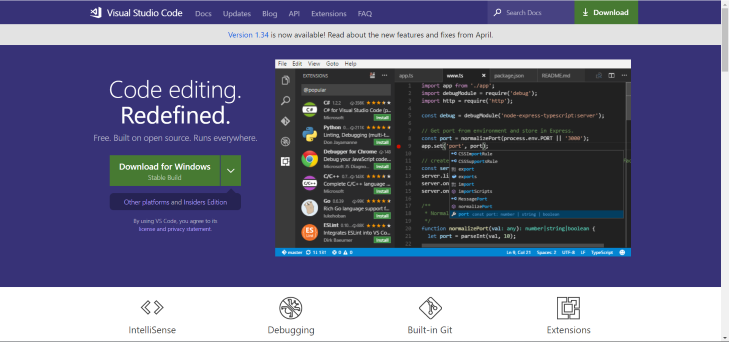 Visual Studio Code Docs Updates Blog API Extensions FAQ Search Docs Download
Version 1.34 is now available! Read about the new features and fixes from April.
Code editing.
Redefined.
Free. Built on open source. Runs everywhere.
Download for Windows
Stable Build
Other platforms and Insiders Edition
By using VS Code, you agree to its
license and privacy statement.
File Edit View Goto Help
EXTENSIONS
@popular
C# 1.2.2 356K
C# for Visual Studio Code (p...
Microsoft Install
Python
Linting, Debugging (multi-t...
Don Jayamanne Install
Debugger for Chrome
Debug your JavaScript code...
Microsoft Install
C/C++
Complete C/C++ language ...
Microsoft Install
Go
Rich Go language support f...
lukehoban Install
ESLint
Integrates ESLint into VS Co...
Dirk Baeumer Install
app.ts www.ts package.json README.md
1 import app from './app';
2 import debugModule = require('debug');
3 import http = require('http');
4
5 const debug = debugModule('node-express-typescript:server');
6
7 // Get port from environment and store in Express.
8 const port = normalizePort(process.env.PORT || '3000');
9 app.set('port', port);
CSSImportRule
CSSSupportsRule
export
exports
import
importScripts
MessagePort
normalizePort
port const port: number | string | boolean
// create
const serve
server.li
server.on
server.on
/**
* Normal
*/
function normalizePort(val: any): number|string|boolean {
let port = parseInt(val, 10);
master Ln 9, Col 21 Spaces: 2 UTF-8 LF TypeScript
IntelliSense
Debugging
Built-in Git
Extensions